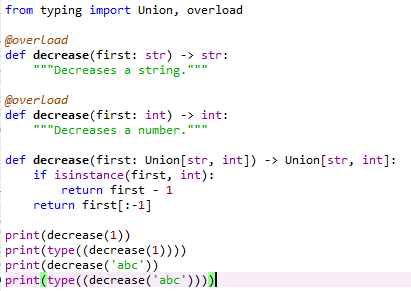 from typing import Union, overload
@overload
def decrease(first: str) -> str:
    """Decreases a string."""
@overload
def decrease(first: int) -> int:
    """Decreases a number."""
def decrease(first: Union[str, int]) -> Union[str, int]:
    if isinstance(first, int):
        return first - 1
    return first[:-1]
print(decrease(1))
print(type((decrease(1))))
print(decrease('abc'))
print(type((decrease('abc'))))